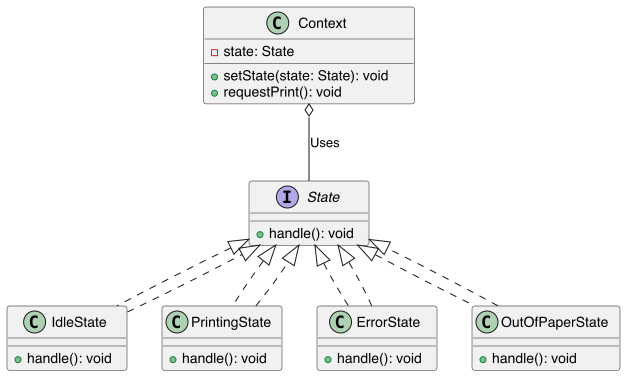 C Context
state: State
setState(state: State): void
requestPrint(): void
Uses
I State
handle(): void
C IdleState
handle(): void
C PrintingState
handle(): void
C ErrorState
handle(): void
C OutOfPaperState
handle(): void